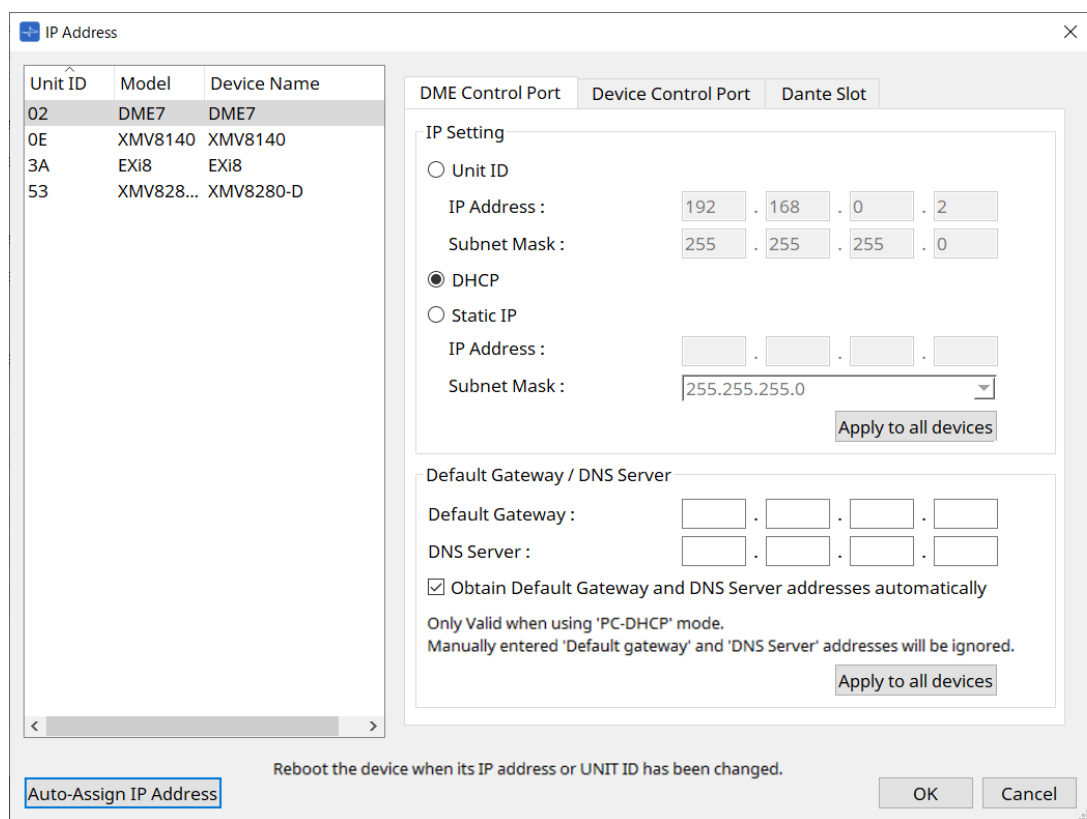 IP Address
Unit ID Model Device Name
02 DME7 DME7
0E XMV8140 XMV8140
3A EXi8 EXi8
53 XMV828... XMV8280-D
DME Control Port Device Control Port Dante Slot
IP Setting
Unit ID
IP Address : 192 . 168 . 0 . 2
Subnet Mask : 255 . 255 . 255 . 0
DHCP
Static IP
IP Address : . . .
Subnet Mask : 255.255.255.0
Apply to all devices
Default Gateway / DNS Server
Default Gateway : . . .
DNS Server : . . .
Obtain Default Gateway and DNS Server addresses automatically
Only Valid when using 'PC-DHCP' mode.
Manually entered 'Default gateway' and 'DNS Server' addresses will be ignored.
Apply to all devices
Reboot the device when its IP address or UNIT ID has been changed.
Auto-Assign IP Address OK Cancel